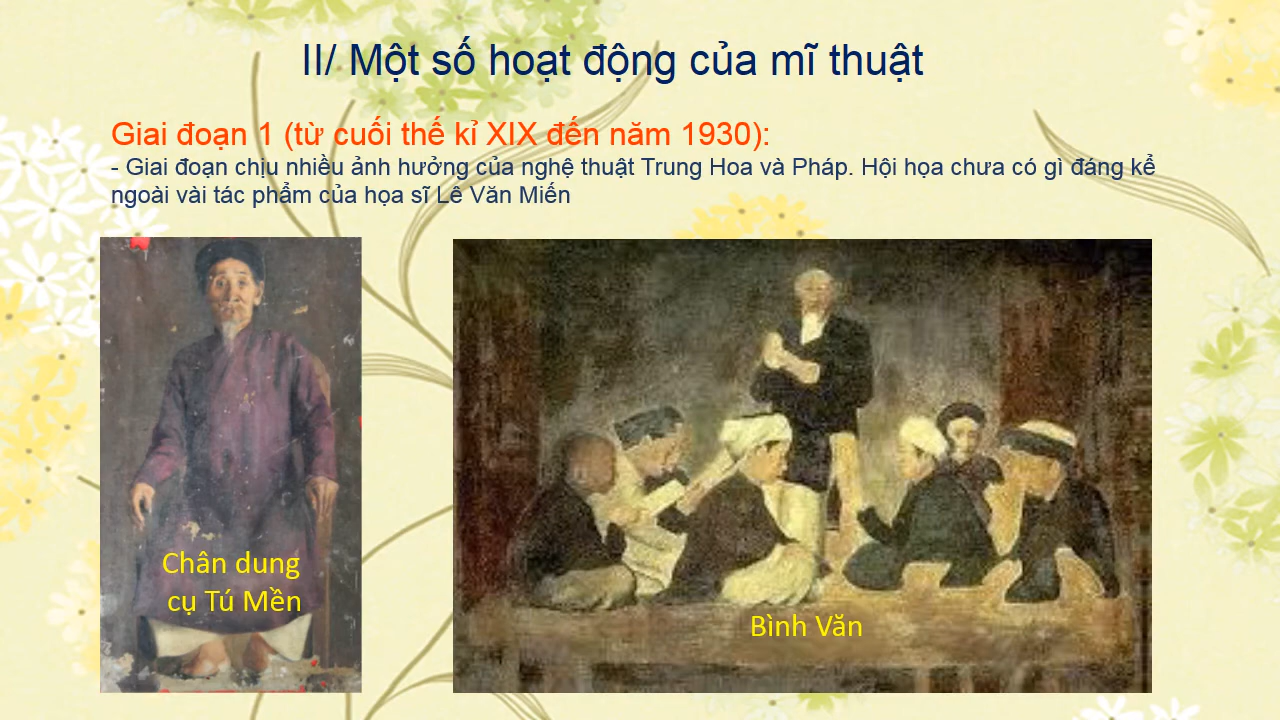 II/ Một số hoạt động của mĩ thuật
Giai đoạn 1 (từ cuối thế kỉ XIX đến năm 1930):
- Giai đoạn chịu nhiều ảnh hưởng của nghệ thuật Trung Hoa và Pháp. Hội họa chưa có gì đáng kể
ngoài vài tác phẩm của họa sĩ Lê Văn Miến
Chân dung
cụ Tú Mền
Bình Văn